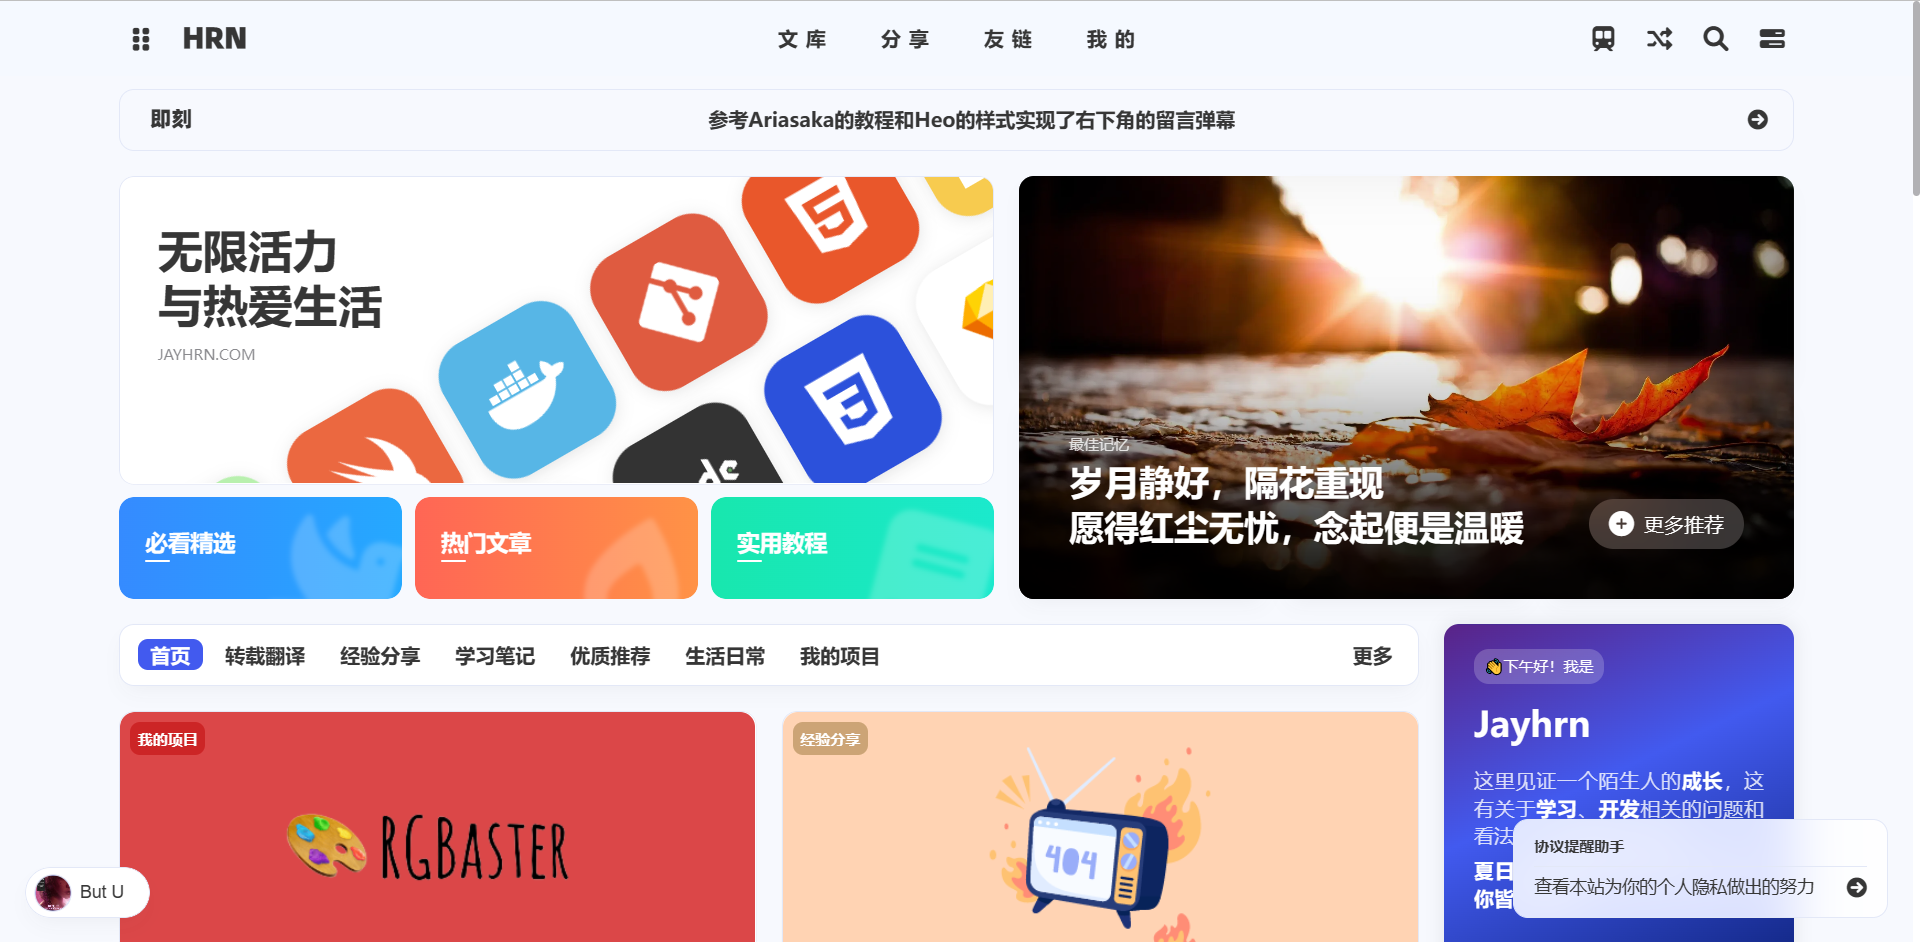 HRN
文库
分享
友链
我的
即刻
参考Ariasaka的教程和Heo的样式实现了右下角的留言弹幕
无限活力
与热爱生活
JAYHRN.COM
最佳记忆
岁月静好，隔花重现
愿得红尘无忧，念起便是温暖
更多推荐
必看精选
热门文章
实用教程
首页
转载翻译
经验分享
学习笔记
优质推荐
生活日常
我的项目
更多
我的项目
RGBASTER
经验分享
404
👋下午好！我是
Jayhrn
这里见证一个陌生人的成长，这
有关于学习、开发相关的问题和
看法
夏日
你皆
协议提醒助手
查看本站为你的个人隐私做出的努力
But U